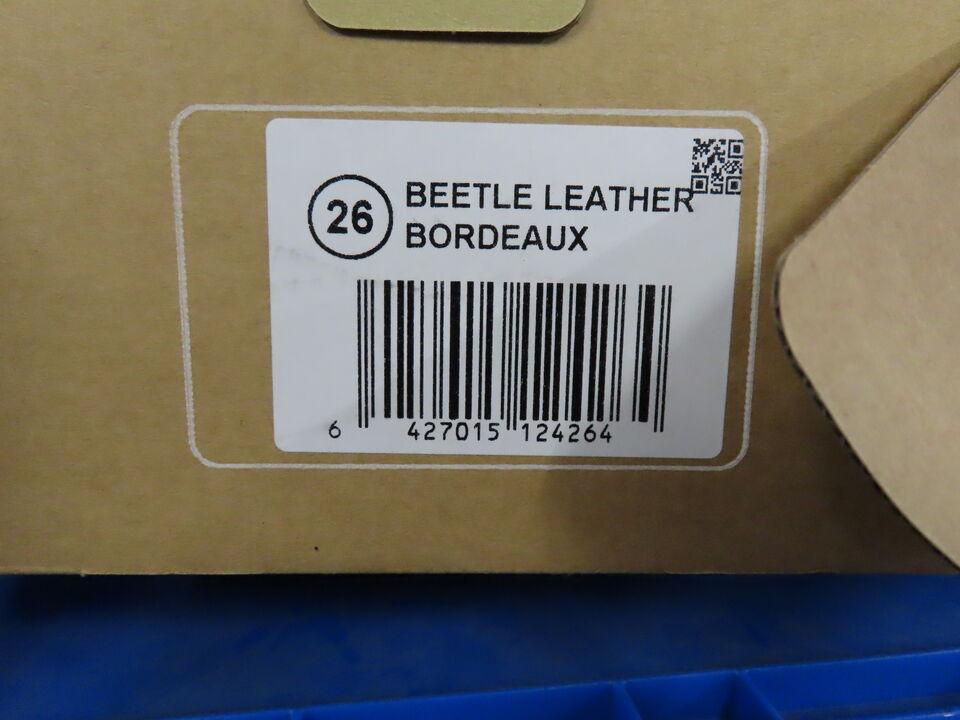 26
BEETLE LEATHER
BORDEAUX
6 427015 124264